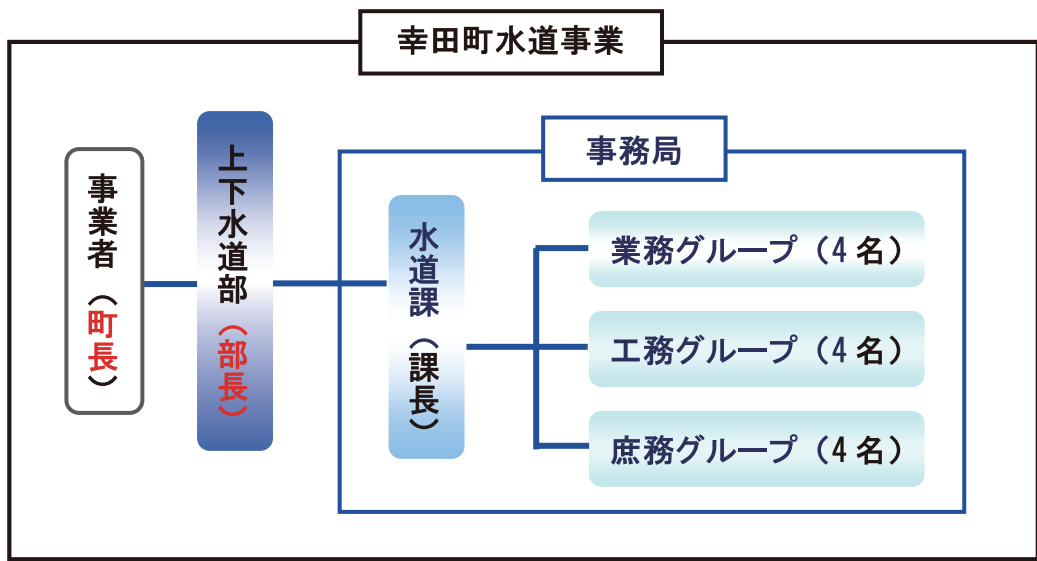 幸田町水道事業
事務局
事業者（町長）
上下水道部（部長）
水道課（課長）
業務グループ（4名）
工務グループ（4名）
庶務グループ（4名）